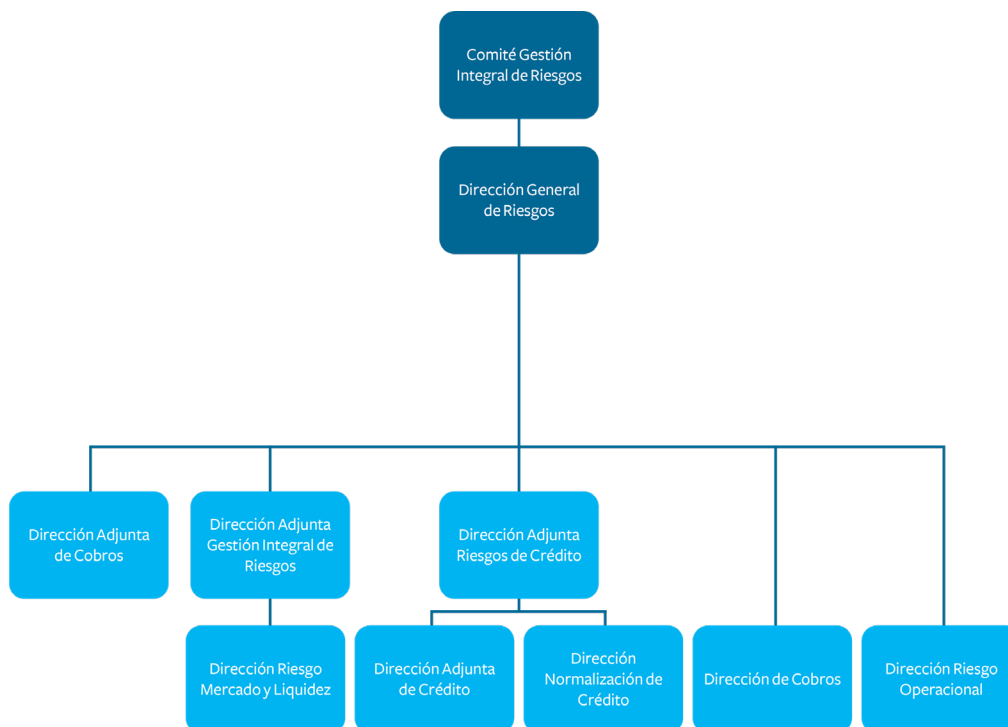 Comité Gestión
Integral de Riesgos
Dirección General
de Riesgos
Dirección Adjunta
de Cobros
Dirección Adjunta
Gestión Integral de
Riesgos
Dirección Adjunta
Riesgos de Crédito
Dirección Riesgo
Mercado y Liquidez
Dirección Adjunta
de Crédito
Dirección
Normalización de
Crédito
Dirección de Cobros
Dirección Riesgo
Operacional